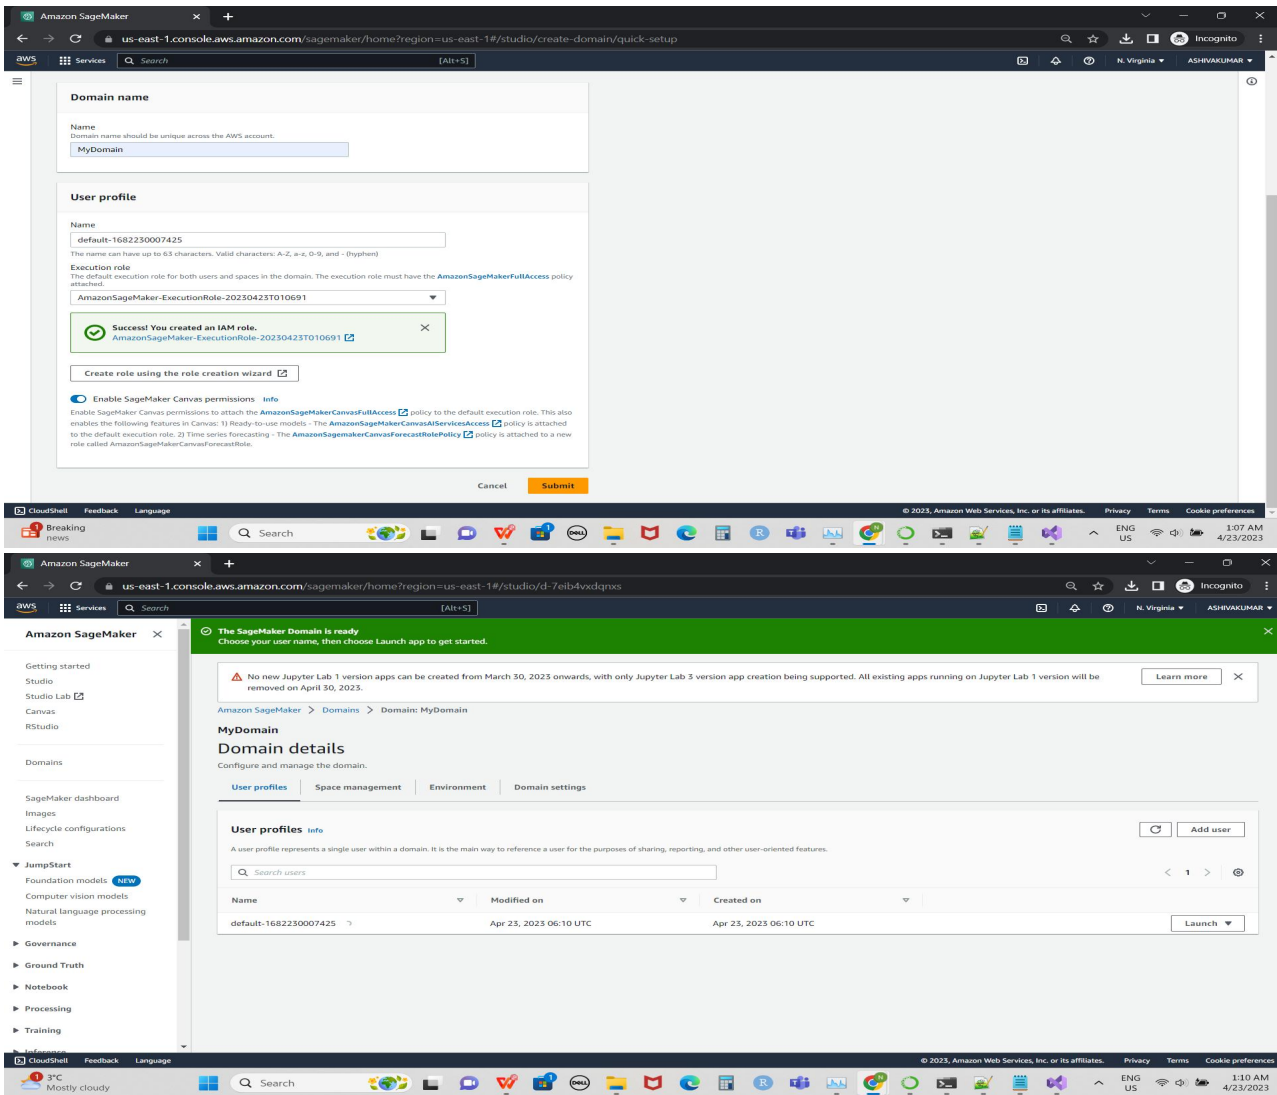 Amazon SageMaker
us-east-1.console.aws.amazon.com/sagemaker/home?region=us-east-1#/studio/create-domain/quick-setup
Incognito
aws
Services
Search
[Alt+S]
N. Virginia
ASHIVAKUMAR
Domain name
Name
Domain name should be unique across the AWS account.
MyDomain
User profile
Name
default-1682230007425
The name can have up to 63 characters. Valid characters: A-Z, a-z, 0-9, and - (hyphen)
Execution role
The default execution role for both users and spaces in the domain. The execution role must have the AmazonSageMakerFullAccess policy
attached.
AmazonSageMaker-ExecutionRole-20230423T010691
Success! You created an IAM role.
AmazonSageMaker-ExecutionRole-20230423T010691
Create role using the role creation wizard
Enable SageMaker Canvas permissions Info
Enable SageMaker Canvas permissions to attach the AmazonSageMakerCanvasFullAccess policy to the default execution role. This also
enables the following features in Canvas: 1) Ready-to-use models - The AmazonSageMakerCanvasAIServicesAccess policy is attached
to the default execution role. 2) Time series forecasting - The AmazonSagemakerCanvasForecastRolePolicy policy is attached to a new
role called AmazonSageMakerCanvasForecastRole.
Cancel
Submit
CloudShell Feedback Language
© 2023, Amazon Web Services, Inc. or its affiliates. Privacy Terms Cookie preferences
1
Breaking
news
Search
1
DELL
R
N
ENG
US
1:07 AM
4/23/2023
Amazon SageMaker
us-east-1.console.aws.amazon.com/sagemaker/home?region=us-east-1#/studio/d-7eib4vxdqnxs
Incognito
aws
Services
Search
[Alt+S]
N. Virginia
ASHIVAKUMAR
Amazon SageMaker
The SageMaker Domain is ready
Choose your user name, then choose Launch app to get started.
Getting started
Studio
Studio Lab
Canvas
RStudio
Domains
SageMaker dashboard
Images
Lifecycle configurations
Search
JumpStart
Foundation models NEW
Computer vision models
Natural language processing
models
Governance
Ground Truth
Notebook
Processing
Training
Inference
No new Jupyter Lab 1 version apps can be created from March 30, 2023 onwards, with only Jupyter Lab 3 version app creation being supported. All existing apps running on Jupyter Lab 1 version will be
removed on April 30, 2023.
Learn more
Amazon SageMaker > Domains > Domain: MyDomain
MyDomain
Domain details
Configure and manage the domain.
User profiles
Space management
Environment
Domain settings
User profiles Info
Add user
A user profile represents a single user within a domain. It is the main way to reference a user for the purposes of sharing, reporting, and other user-oriented features.
Search users
1
Name
Modified on
Created on
default-1682230007425
Apr 23, 2023 06:10 UTC
Apr 23, 2023 06:10 UTC
Launch
CloudShell Feedback Language
© 2023, Amazon Web Services, Inc. or its affiliates. Privacy Terms Cookie preferences
1
3°C
Mostly cloudy
Search
1
DELL
R
N
ENG
US
1:10 AM
4/23/2023